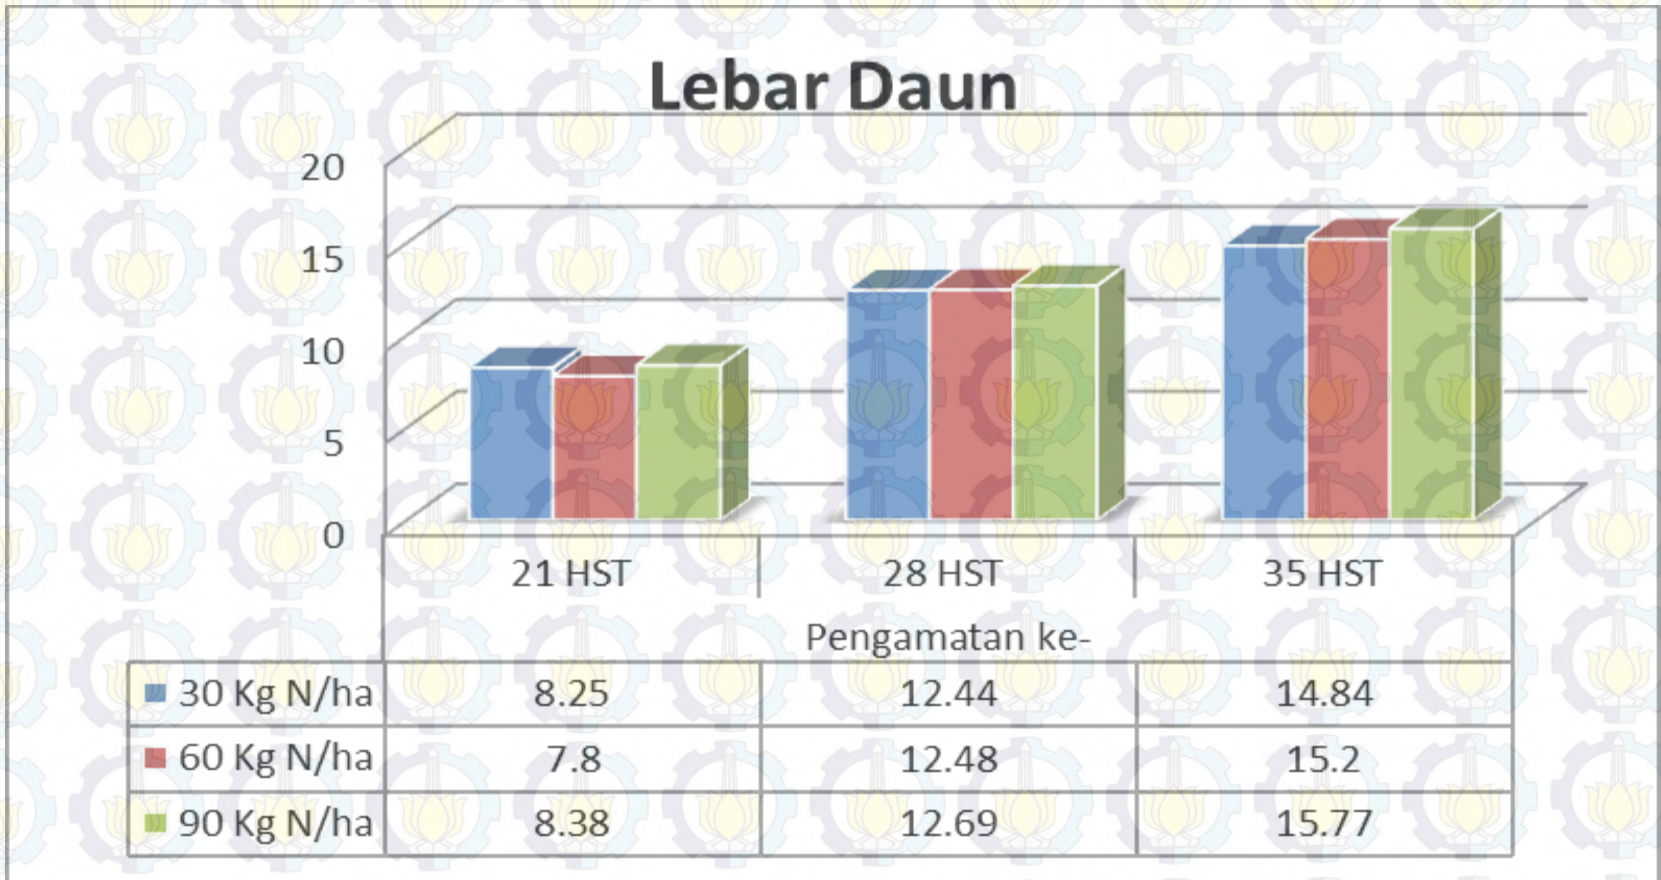 Lebar Daun
20
15
10
5
0
21 HST 28 HST 35 HST
Pengamatan ke-
30 Kg N/ha 8.25 12.44 14.84
60 Kg N/ha 7.8 12.48 15.2
90 Kg N/ha 8.38 12.69 15.77